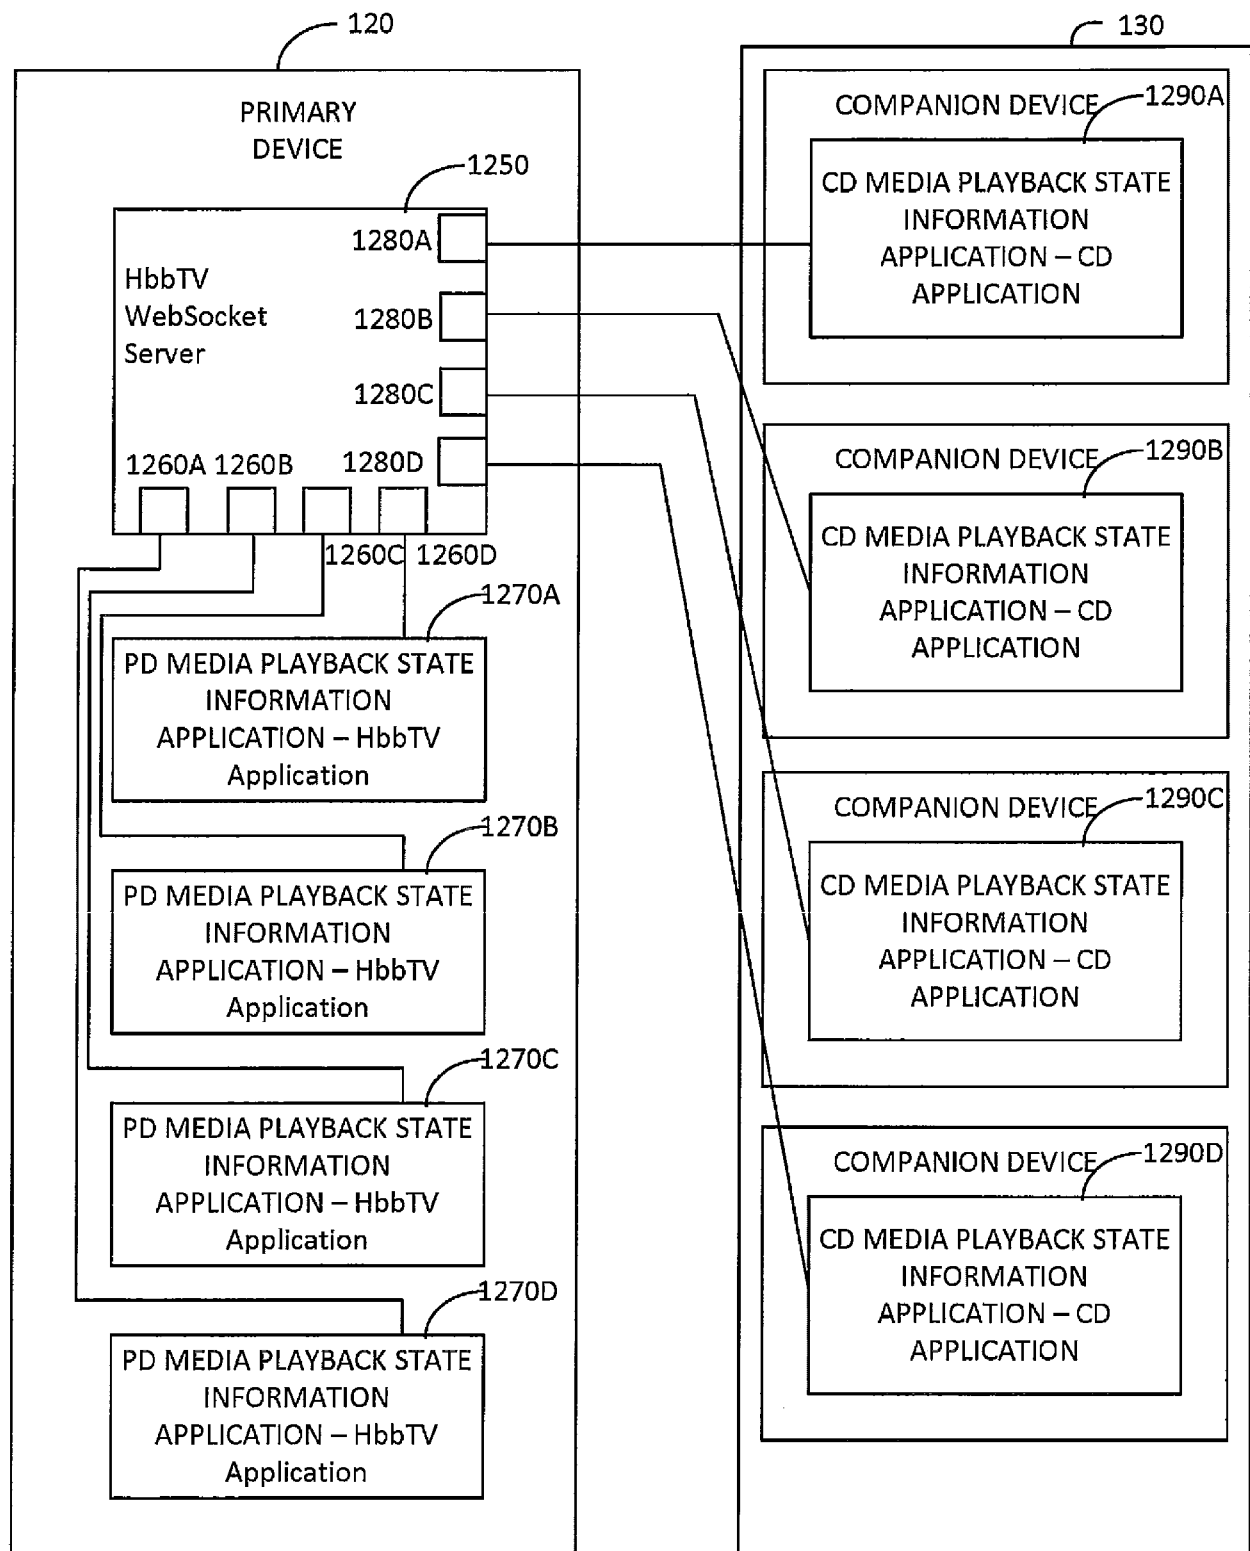 120
PRIMARY
DEVICE
1250
HbbTV
WebSocket
Server
1280A
1280B
1280C
1280D
1260A
1260B
1260C
1260D
1270A
PD MEDIA PLAYBACK STATE
INFORMATION
APPLICATION – HbbTV
Application
1270B
PD MEDIA PLAYBACK STATE
INFORMATION
APPLICATION – HbbTV
Application
1270C
PD MEDIA PLAYBACK STATE
INFORMATION
APPLICATION – HbbTV
Application
1270D
PD MEDIA PLAYBACK STATE
INFORMATION
APPLICATION – HbbTV
Application
130
COMPANION DEVICE
1290A
CD MEDIA PLAYBACK STATE
INFORMATION
APPLICATION – CD
APPLICATION
COMPANION DEVICE
1290B
CD MEDIA PLAYBACK STATE
INFORMATION
APPLICATION – CD
APPLICATION
COMPANION DEVICE
1290C
CD MEDIA PLAYBACK STATE
INFORMATION
APPLICATION – CD
APPLICATION
COMPANION DEVICE
1290D
CD MEDIA PLAYBACK STATE
INFORMATION
APPLICATION – CD
APPLICATION